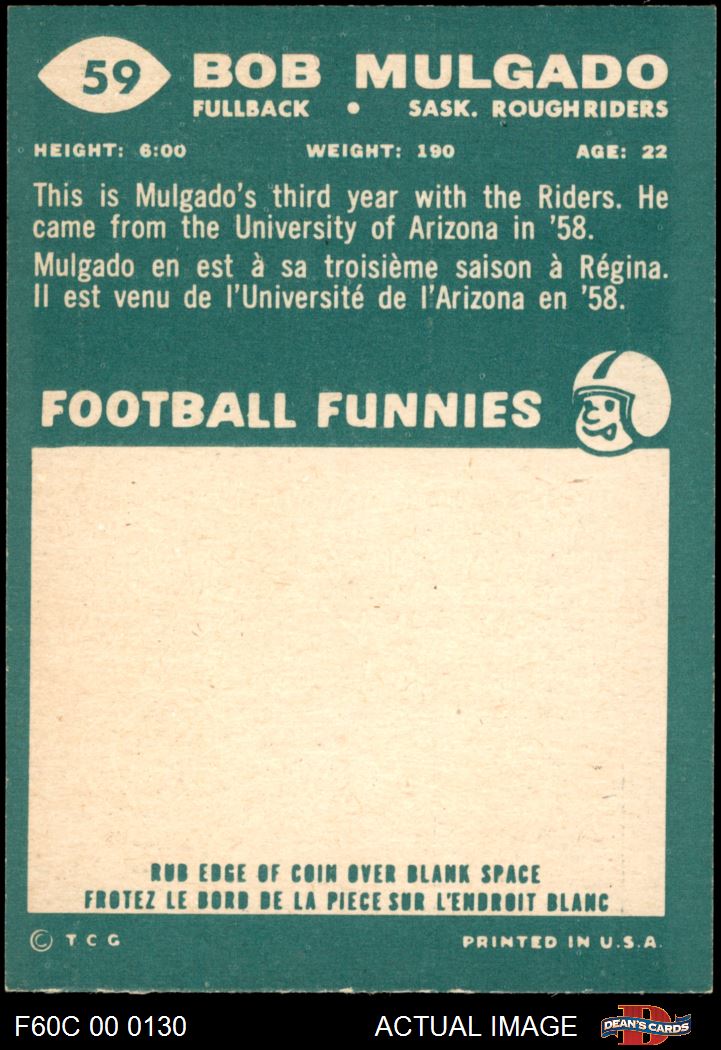 59
BOB MULGADO
FULLBACK • SASK. ROUGHRIDERS
HEIGHT: 6:00 WEIGHT: 190 AGE: 22
This is Mulgado's third year with the Riders. He
came from the University of Arizona in '58.
Mulgado en est à sa troisième saison à Régina.
Il est venu de l'Université de l'Arizona en '58.
FOOTBALL FUNNIES
RUB EDGE OF COIN OVER BLANK SPACE
FROTEZ LE BORD DE LA PIECE SUR L'ENDROIT BLANC
© T C G PRINTED IN U.S.A.
F60C 00 0130 ACTUAL IMAGE DEAN'S CARDS